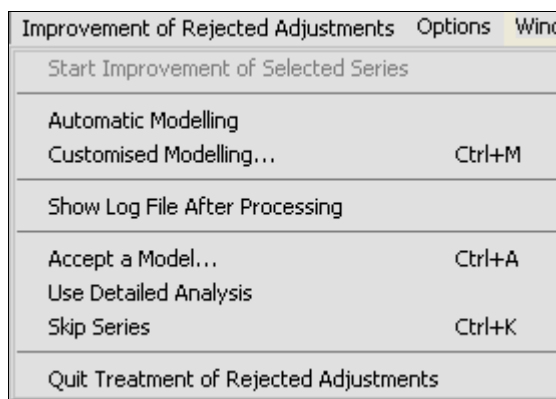 Improvement of Rejected Adjustments Options Wind
Start Improvement of Selected Series
Automatic Modelling
Customised Modelling... Ctrl+M
Show Log File After Processing
Accept a Model... Ctrl+A
Use Detailed Analysis
Skip Series Ctrl+K
Quit Treatment of Rejected Adjustments